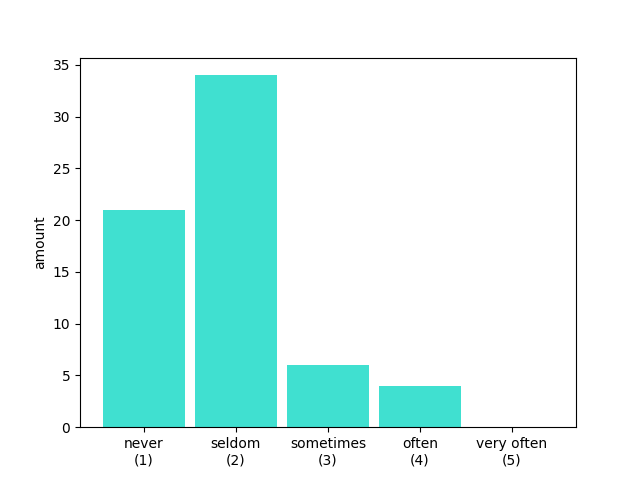 35
30
25
20
15
10
5
0
amount
never
(1)
seldom
(2)
sometimes
(3)
often
(4)
very often
(5)